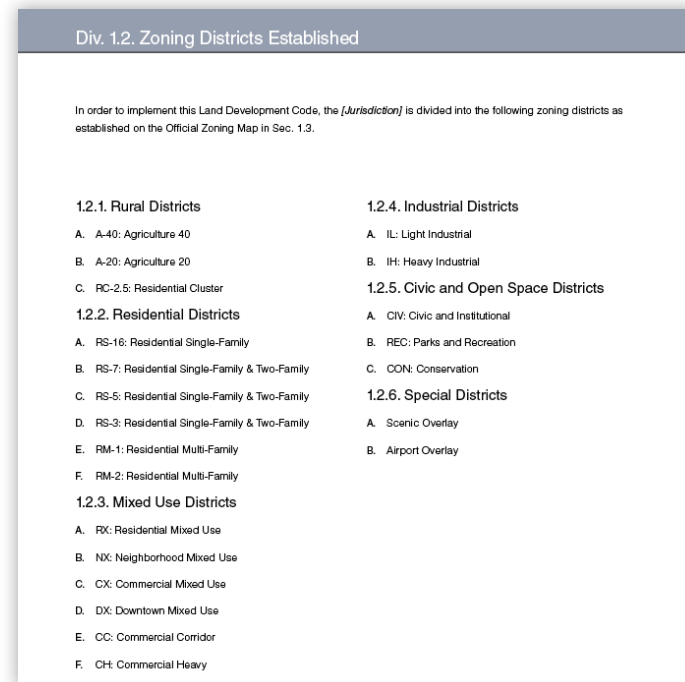 Div. 1.2. Zoning Districts Established
In order to implement this Land Development Code, the [Jurisdiction] is divided into the following zoning districts as
established on the Official Zoning Map in Sec. 1.3.
1.2.1. Rural Districts
A. A-40: Agriculture 40
B. A-20: Agriculture 20
C. RC-2.5: Residential Cluster
1.2.2. Residential Districts
A. RS-16: Residential Single-Family
B. RS-7: Residential Single-Family & Two-Family
C. RS-5: Residential Single-Family & Two-Family
D. RS-3: Residential Single-Family & Two-Family
E. RM-1: Residential Multi-Family
F. RM-2: Residential Multi-Family
1.2.3. Mixed Use Districts
A. RX: Residential Mixed Use
B. NX: Neighborhood Mixed Use
C. CX: Commercial Mixed Use
D. DX: Downtown Mixed Use
E. CC: Commercial Corridor
F. CH: Commercial Heavy
1.2.4. Industrial Districts
A. IL: Light Industrial
B. IH: Heavy Industrial
1.2.5. Civic and Open Space Districts
A. CIV: Civic and Institutional
B. REC: Parks and Recreation
C. CON: Conservation
1.2.6. Special Districts
A. Scenic Overlay
B. Airport Overlay